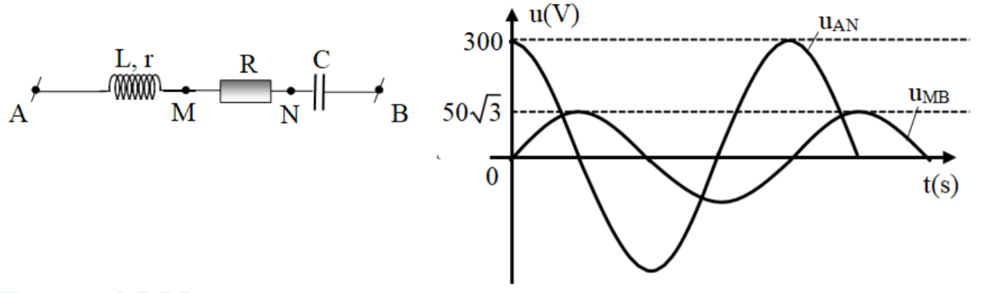 L, r
R
C
A
M
N
B
u(V)
300
50√3
0
u_AN
u_MB
t(s)